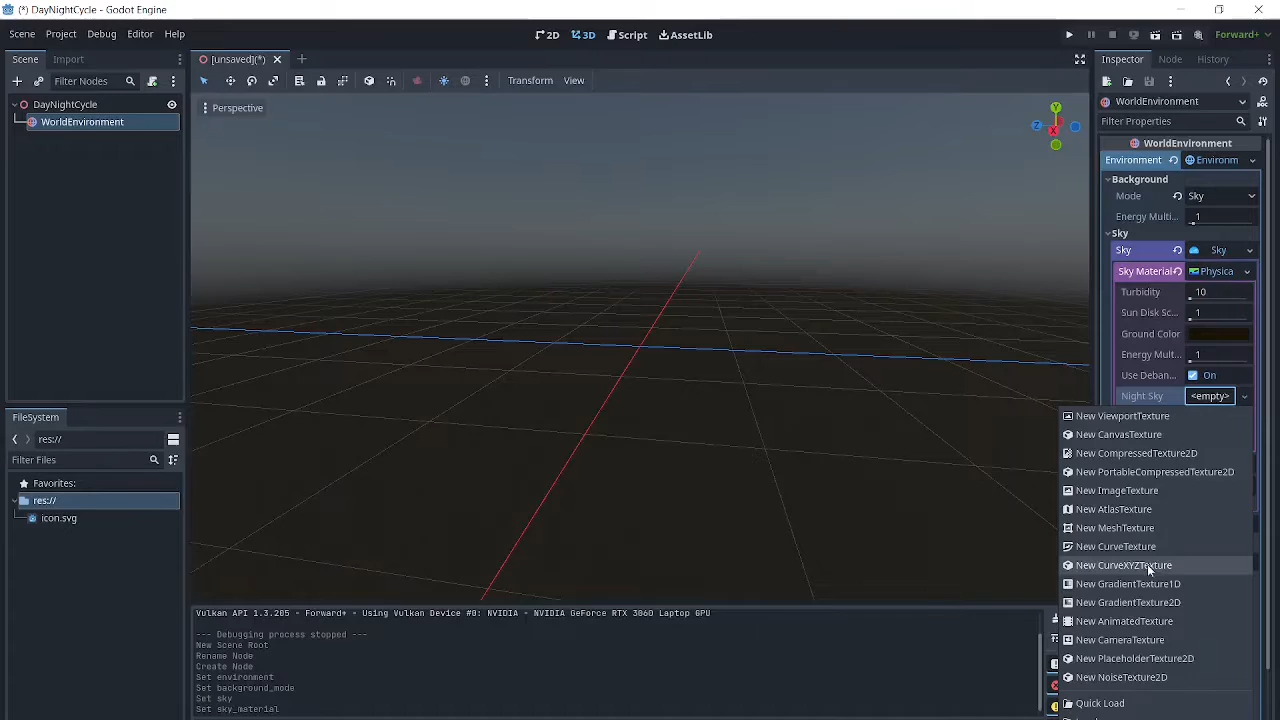 (*) DayNightCycle - Godot Engine
Scene Project Debug Editor Help
2D 3D Script AssetLib
Forward+
Scene Import
Filter Nodes
DayNightCycle
WorldEnvironment
FileSystem
res://
Filter Files
Favorites:
res://
icon.svg
[unsaved](*)
Transform View
Perspective
Y
Z
X
Vulkan API 1.3.205 - Forward+ - Using Vulkan Device #0: NVIDIA - NVIDIA GeForce RTX 3060 Laptop GPU
--- Debugging process stopped ---
New Scene Root
Rename Node
Create Node
Set environment
Set background_mode
Set sky
Set sky_material
Inspector Node History
WorldEnvironment
Filter Properties
WorldEnvironment
Environment Environm
Background
Mode Sky
Energy Multi... 1
Sky
Sky Sky
Sky Material Physica
Turbidity 10
Sun Disk Sc... 1
Ground Color
Energy Mult... 1
Use Deban... On
Night Sky <empty>
New ViewportTexture
New CanvasTexture
New CompressedTexture2D
New PortableCompressedTexture2D
New ImageTexture
New AtlasTexture
New MeshTexture
New CurveTexture
New CurveXYZTexture
New GradientTexture1D
New GradientTexture2D
New AnimatedTexture
New CameraTexture
New PlaceholderTexture2D
New NoiseTexture2D
Quick Load